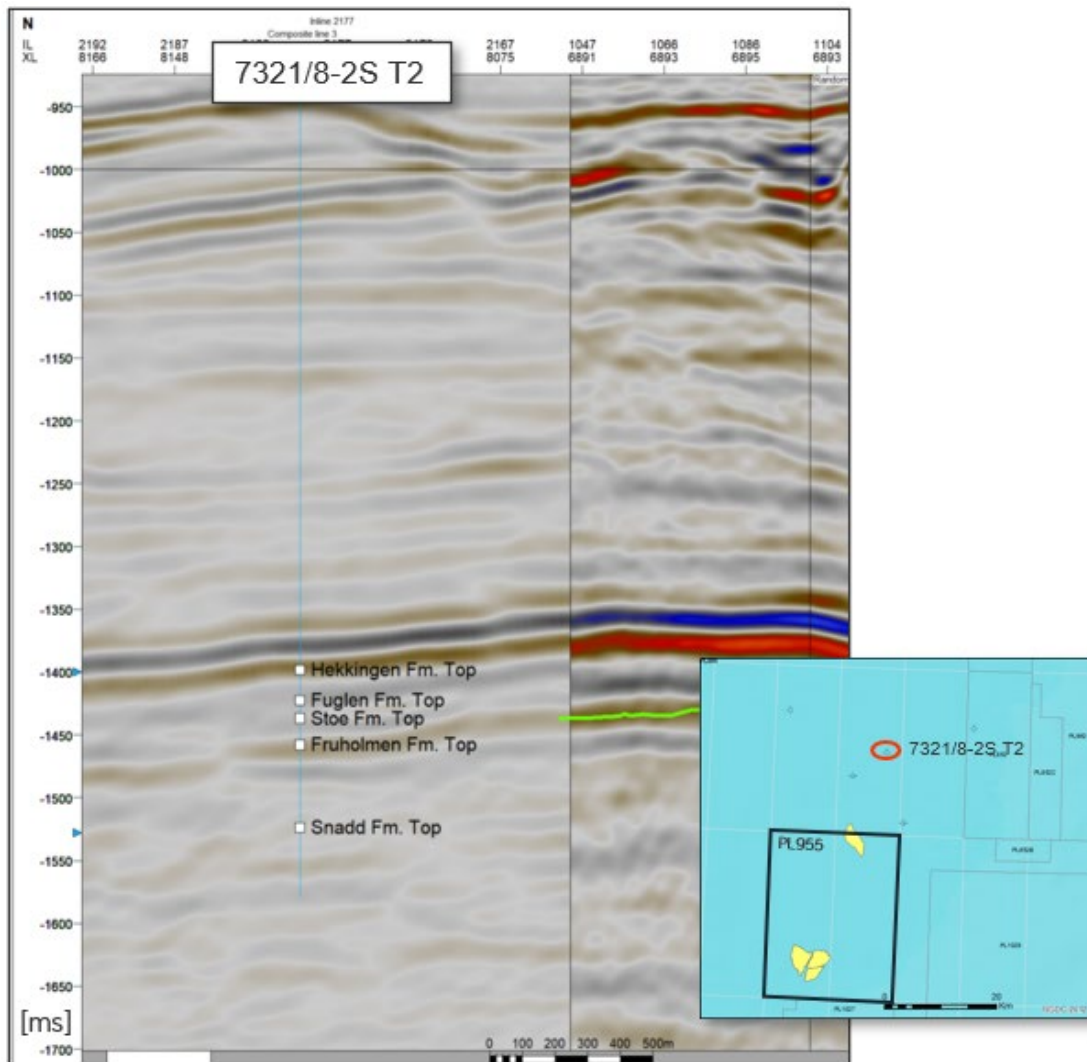 N
Inline 2177
Composite line 3
IL 2192 2187 2167 1047 1066 1086 1104
XL 8166 8148 8075 6891 6893 6895 6893
7321/8-2S T2
Random
-950
-1000
-1050
-1100
-1150
-1200
-1250
-1300
-1350
-1400
-1450
-1500
-1550
-1600
-1650
-1700
[ms]
Hekkingen Fm. Top
Fuglen Fm. Top
Stoe Fm. Top
Fruholmen Fm. Top
Snadd Fm. Top
0 100 200 300 400 500m
7321/8-2S T2
PL955
0 20
Km